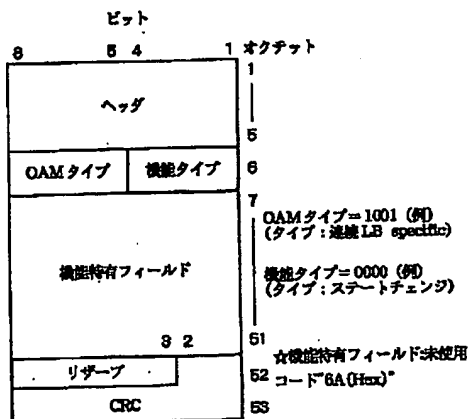 ビット
8 5 4 1 オクテット
ヘッダ
1
5
OAMタイプ 機能タイプ 6
7
OAMタイプ=1001 (例)
(タイプ:連続LB specific)
機能特有フィールド
機能タイプ=0000 (例)
(タイプ:ステートチェンジ)
51
3 2
☆機能特有フィールド:未使用
リザーブ 52 コード"6A(Hex)"
CRC 53